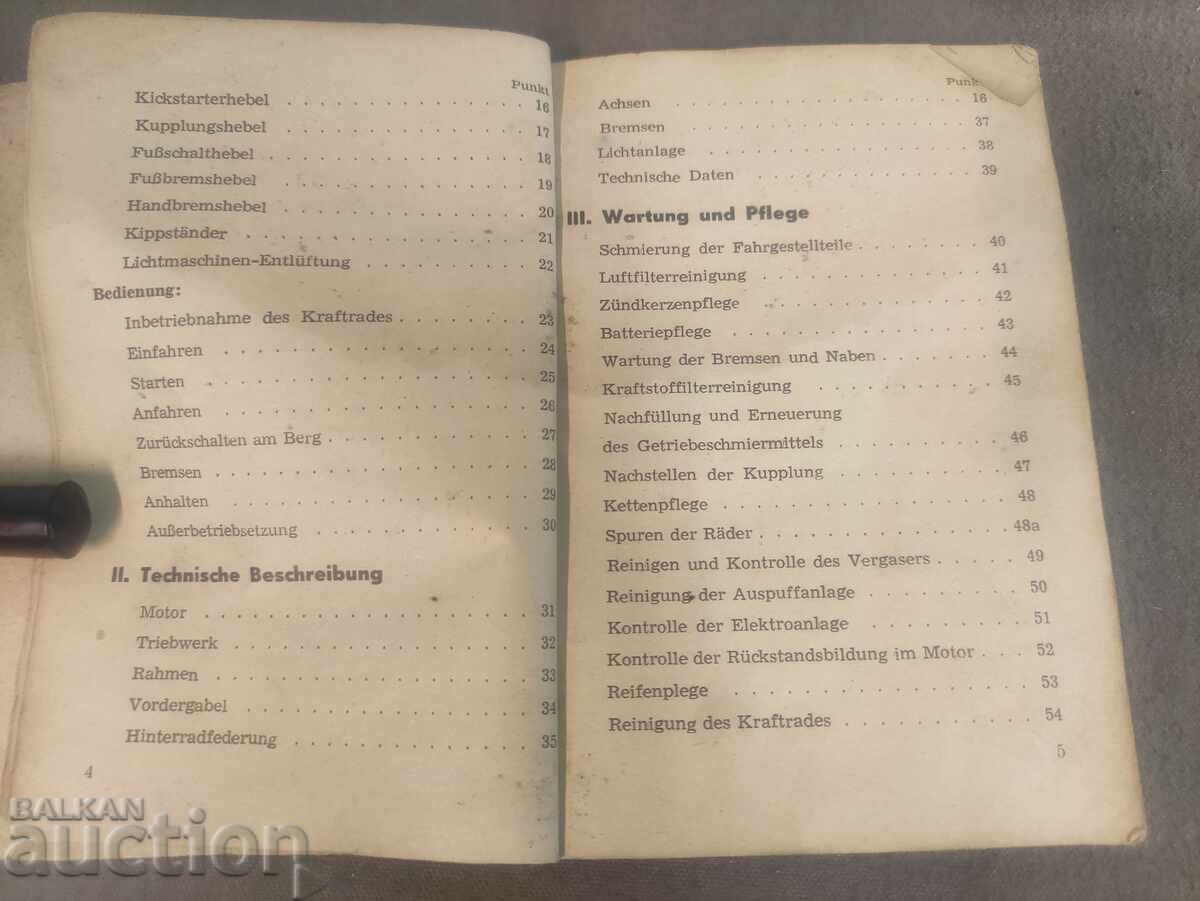 Punkt
Kickstarterhebel . . . . . . . . . . . . . 16
Kupplungshebel . . . . . . . . . . . . . 17
Fußschalthebel . . . . . . . . . . . . . . 18
Fußbremshebel . . . . . . . . . . . . . 19
Handbremshebel . . . . . . . . . . . . . 20
Kippständer . . . . . . . . . . . . . . . . 21
Lichtmaschinen-Entlüftung . . . . . . . . . 22
Bedienung:
Inbetriebnahme des Kraftrades . . . . . . . . 23
Einfahren . . . . . . . . . . . . . . . . 24
Starten . . . . . . . . . . . . . . . . . 25
Anfahren . . . . . . . . . . . . . . . . 26
Zurückschalten am Berg . . . . . . . . . . . 27
Bremsen . . . . . . . . . . . . . . . . . 28
Anhalten . . . . . . . . . . . . . . . . 29
Außerbetriebsetzung . . . . . . . . . . . . 30
II. Technische Beschreibung
Motor . . . . . . . . . . . . . . . . . 31
Triebwerk . . . . . . . . . . . . . . . . 32
Rahmen . . . . . . . . . . . . . . . . . 33
Vordergabel . . . . . . . . . . . . . . . 34
Hinterradfederung . . . . . . . . . . . . . 35
4
Punk
Achsen . . . . . . . . . . . . . . . . 16
Bremsen . . . . . . . . . . . . . . . 37
Lichtanlage . . . . . . . . . . . . . . 38
Technische Daten . . . . . . . . . . . . 39
III. Wartung und Pflege
Schmierung der Fahrgestellteile . . . . . . . 40
Luftfilterreinigung . . . . . . . . . . . . 41
Zündkerzenpflege . . . . . . . . . . . . 42
Batteriepflege . . . . . . . . . . . . . 43
Wartung der Bremsen und Naben . . . . . . 44
Kraftstoffilterreinigung . . . . . . . . . 45
Nachfüllung und Erneuerung
des Getriebeschmiermittels . . . . . . . . . 46
Nachstellen der Kupplung . . . . . . . . . 47
Kettenpflege . . . . . . . . . . . . . . 48
Spuren der Räder . . . . . . . . . . . . 48a
Reinigen und Kontrolle des Vergasers . . . . . 49
Reinigung der Auspuffanlage . . . . . . . . 50
Kontrolle der Elektroanlage . . . . . . . . 51
Kontrolle der Rückstandsbildung im Motor . . . 52
Reifenplege . . . . . . . . . . . . . . 53
Reinigung des Kraftrades . . . . . . . . . . 54
5
BALKAN
auction